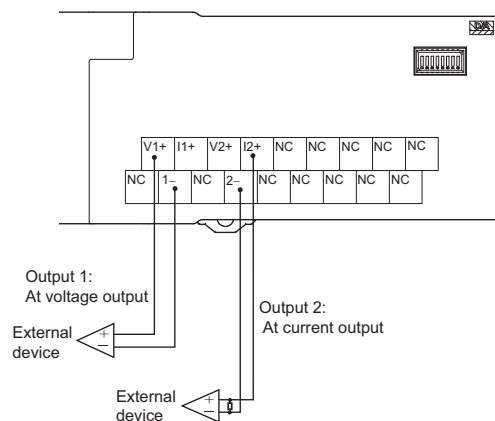 D/A
V1+ I1+ V2+ I2+ NC NC NC NC NC
NC 1– NC 2– NC NC NC NC NC
Output 1:
At voltage output
External
device
+
–
Output 2:
At current output
External
device
+
–